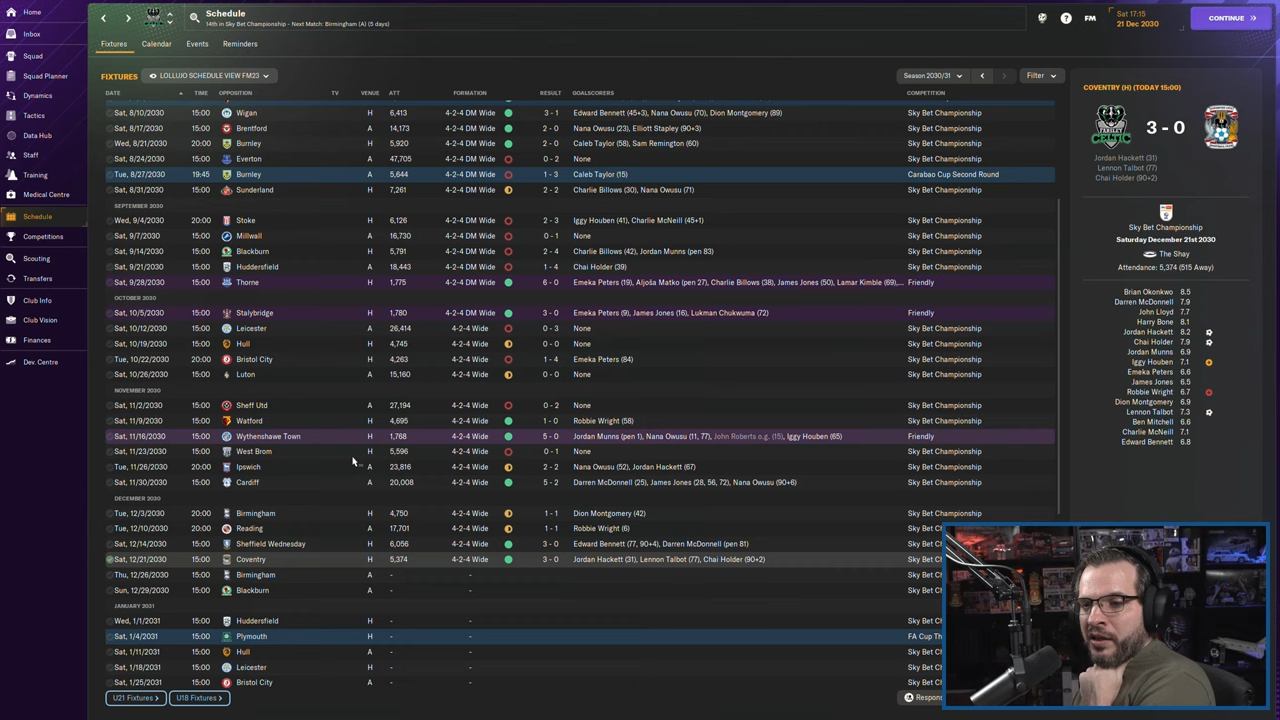 Home
Inbox
Squad
Squad Planner
Dynamics
Tactics
Data Hub
Staff
Training
Medical Centre
Schedule
Competitions
Scouting
Transfers
Club Info
Club Vision
Finances
Dev. Centre
Schedule
14th in Sky Bet Championship - Next Match: Birmingham (A) (5 days)
FM
Sat 17:15
21 Dec 2030
CONTINUE
Fixtures Calendar Events Reminders
FIXTURES LOLLUJO SCHEDULE VIEW FM23 Season 2030/31 Filter
DATE TIME OPPOSITION TV VENUE ATT FORMATION RESULT GOALSCORERS COMPETITION
Sat, 8/10/2030 15:00 Wigan H 6,413 4-2-4 DM Wide 3 - 1 Edward Bennett (45+3), Nana Owusu (70), Dion Montgomery (89) Sky Bet Championship
Sat, 8/17/2030 15:00 Brentford A 14,173 4-2-4 DM Wide 2 - 0 Nana Owusu (23), Elliott Stapley (90+3) Sky Bet Championship
Wed, 8/21/2030 20:00 Burnley H 5,920 4-2-4 DM Wide 2 - 0 Caleb Taylor (58), Sam Remington (60) Sky Bet Championship
Sat, 8/24/2030 15:00 Everton A 47,705 4-2-4 DM Wide 0 - 2 None Sky Bet Championship
Tue, 8/27/2030 19:45 Burnley A 5,644 4-2-4 DM Wide 1 - 3 Caleb Taylor (15) Carabao Cup Second Round
Sat, 8/31/2030 15:00 Sunderland H 7,261 4-2-4 DM Wide 2 - 2 Charlie Billows (30), Nana Owusu (71) Sky Bet Championship
SEPTEMBER 2030
Wed, 9/4/2030 20:00 Stoke H 6,126 4-2-4 DM Wide 2 - 3 Iggy Houben (41), Charlie McNeill (45+1) Sky Bet Championship
Sat, 9/7/2030 15:00 Millwall A 16,730 4-2-4 DM Wide 0 - 1 None Sky Bet Championship
Sat, 9/14/2030 15:00 Blackburn H 5,791 4-2-4 DM Wide 2 - 4 Charlie Billows (42), Jordan Munns (pen 83) Sky Bet Championship
Sat, 9/21/2030 15:00 Huddersfield A 18,443 4-2-4 DM Wide 1 - 4 Chai Holder (39) Sky Bet Championship
Sat, 9/28/2030 15:00 Thorne H 1,775 4-2-4 DM Wide 6 - 0 Emeka Peters (19), Aljoša Matko (pen 27), Charlie Billows (38), James Jones (50), Lamar Kimble (69),... Friendly
OCTOBER 2030
Sat, 10/5/2030 15:00 Stalybridge H 1,780 4-2-4 DM Wide 3 - 0 Emeka Peters (9), James Jones (16), Lukman Chukwuma (72) Friendly
Sat, 10/12/2030 15:00 Leicester A 26,414 4-2-4 Wide 0 - 3 None Sky Bet Championship
Sat, 10/19/2030 15:00 Hull H 4,745 4-2-4 Wide 0 - 0 None Sky Bet Championship
Tue, 10/22/2030 20:00 Bristol City H 4,263 4-2-4 Wide 1 - 4 Emeka Peters (84) Sky Bet Championship
Sat, 10/26/2030 15:00 Luton A 15,160 4-2-4 Wide 0 - 0 None Sky Bet Championship
NOVEMBER 2030
Sat, 11/2/2030 15:00 Sheff Utd A 27,194 4-2-4 Wide 0 - 2 None Sky Bet Championship
Sat, 11/9/2030 15:00 Watford H 4,695 4-2-4 Wide 1 - 0 Robbie Wright (58) Sky Bet Championship
Sat, 11/16/2030 15:00 Wythenshawe Town H 1,768 4-2-4 Wide 5 - 0 Jordan Munns (pen 1), Nana Owusu (11, 77), John Roberts o.g. (15), Iggy Houben (65) Friendly
Sat, 11/23/2030 15:00 West Brom H 5,596 4-2-4 Wide 0 - 1 None Sky Bet Championship
Tue, 11/26/2030 20:00 Ipswich A 23,816 4-2-4 Wide 2 - 2 Nana Owusu (52), Jordan Hackett (67) Sky Bet Championship
Sat, 11/30/2030 15:00 Cardiff A 20,008 4-2-4 Wide 5 - 2 Darren McDonnell (25), James Jones (28, 56, 72), Nana Owusu (90+6) Sky Bet Championship
DECEMBER 2030
Tue, 12/3/2030 20:00 Birmingham H 4,750 4-2-4 Wide 1 - 1 Dion Montgomery (42) Sky Bet Championship
Tue, 12/10/2030 20:00 Reading A 17,701 4-2-4 Wide 1 - 1 Robbie Wright (6) Sky Bet Championship
Sat, 12/14/2030 15:00 Sheffield Wednesday H 6,056 4-2-4 Wide 3 - 0 Edward Bennett (77, 90+4), Darren McDonnell (pen 81) Sky Bet Championship
Sat, 12/21/2030 15:00 Coventry H 5,374 4-2-4 Wide 3 - 0 Jordan Hackett (31), Lennon Talbot (77), Chai Holder (90+2) Sky Bet Championship
Thu, 12/26/2030 15:00 Birmingham A - - Sky Bet Ch
Sun, 12/29/2030 15:00 Blackburn A - - Sky Bet Ch
JANUARY 2031
Wed, 1/1/2031 15:00 Huddersfield H - - Sky Bet Ch
Sat, 1/4/2031 15:00 Plymouth H - - FA Cup Th
Sat, 1/11/2031 15:00 Hull A - - Sky Bet Ch
Sat, 1/18/2031 15:00 Leicester H - - Sky Bet Ch
Sat, 1/25/2031 15:00 Bristol City A - - Sky Bet Ch
U21 Fixtures > U18 Fixtures > Respon
COVENTRY (H) (TODAY 15:00)
FARSLEY
CELTIC
3 - 0
Jordan Hackett (31)
Lennon Talbot (77)
Chai Holder (90+2)
Sky Bet Championship
Saturday December 21st 2030
The Shay
Attendance: 5,374 (515 Away)
Brian Okonkwo 8.5
Darren McDonnell 7.9
John Lloyd 7.7
Harry Bone 8.1
Jordan Hackett 8.2
Chai Holder 7.9
Jordan Munns 6.9
Iggy Houben 7.1
Emeka Peters 6.6
James Jones 6.5
Robbie Wright 6.7
Dion Montgomery 6.9
Lennon Talbot 7.3
Ben Mitchell 6.6
Charlie McNeill 7.1
Edward Bennett 6.8